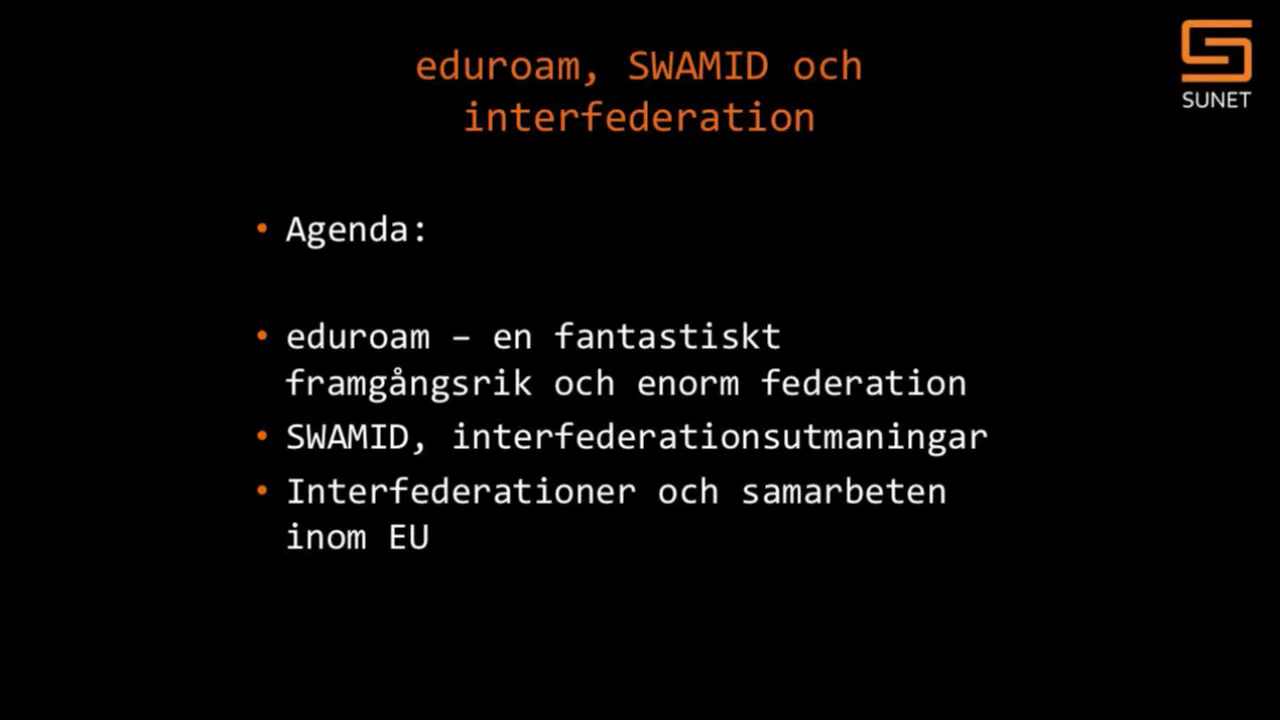 eduroam, SWAMID och
interfederation
SUNET
• Agenda:
• eduroam – en fantastiskt
framgångsrik och enorm federation
• SWAMID, interfederationsutmaningar
• Interfederationer och samarbeten
inom EU